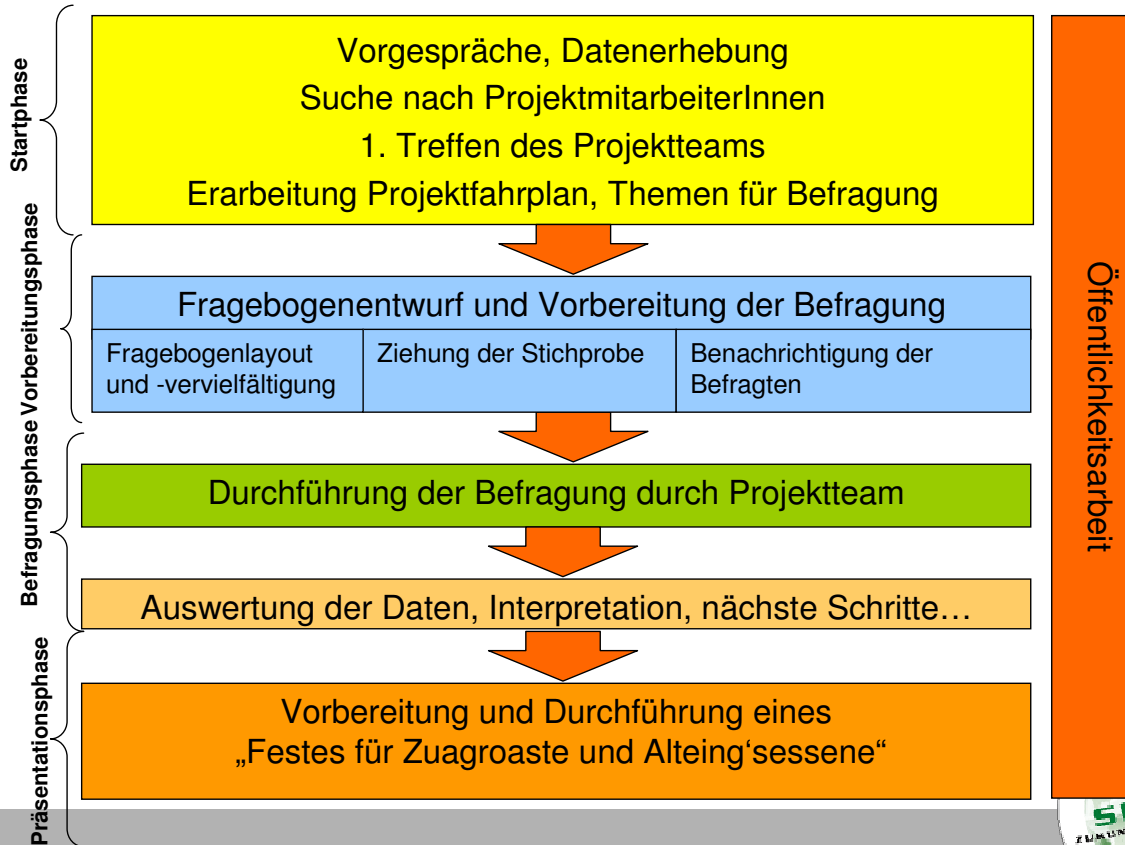 Startphase
Vorgespräche, Datenerhebung
Suche nach ProjektmitarbeiterInnen
1. Treffen des Projektteams
Erarbeitung Projektfahrplan, Themen für Befragung
Vorbereitungsphase
Fragebogenentwurf und Vorbereitung der Befragung
Fragebogenlayout
und -vervielfältigung
Ziehung der Stichprobe
Benachrichtigung der
Befragten
Befragungsphase
Durchführung der Befragung durch Projektteam
Auswertung der Daten, Interpretation, nächste Schritte…
Präsentationsphase
Vorbereitung und Durchführung eines
„Festes für Zuagroaste und Alteing‘sessene“
Öffentlichkeitsarbeit